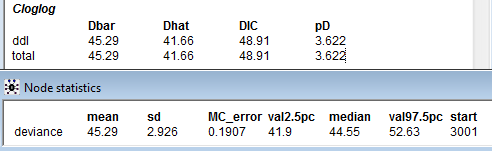 Cloglog
Dbar Dhat DIC pD
ddl 45.29 41.66 48.91 3.622
total 45.29 41.66 48.91 3.622
Node statistics
mean sd MC_error val2.5pc median val97.5pc start
deviance 45.29 2.926 0.1907 41.9 44.55 52.63 3001